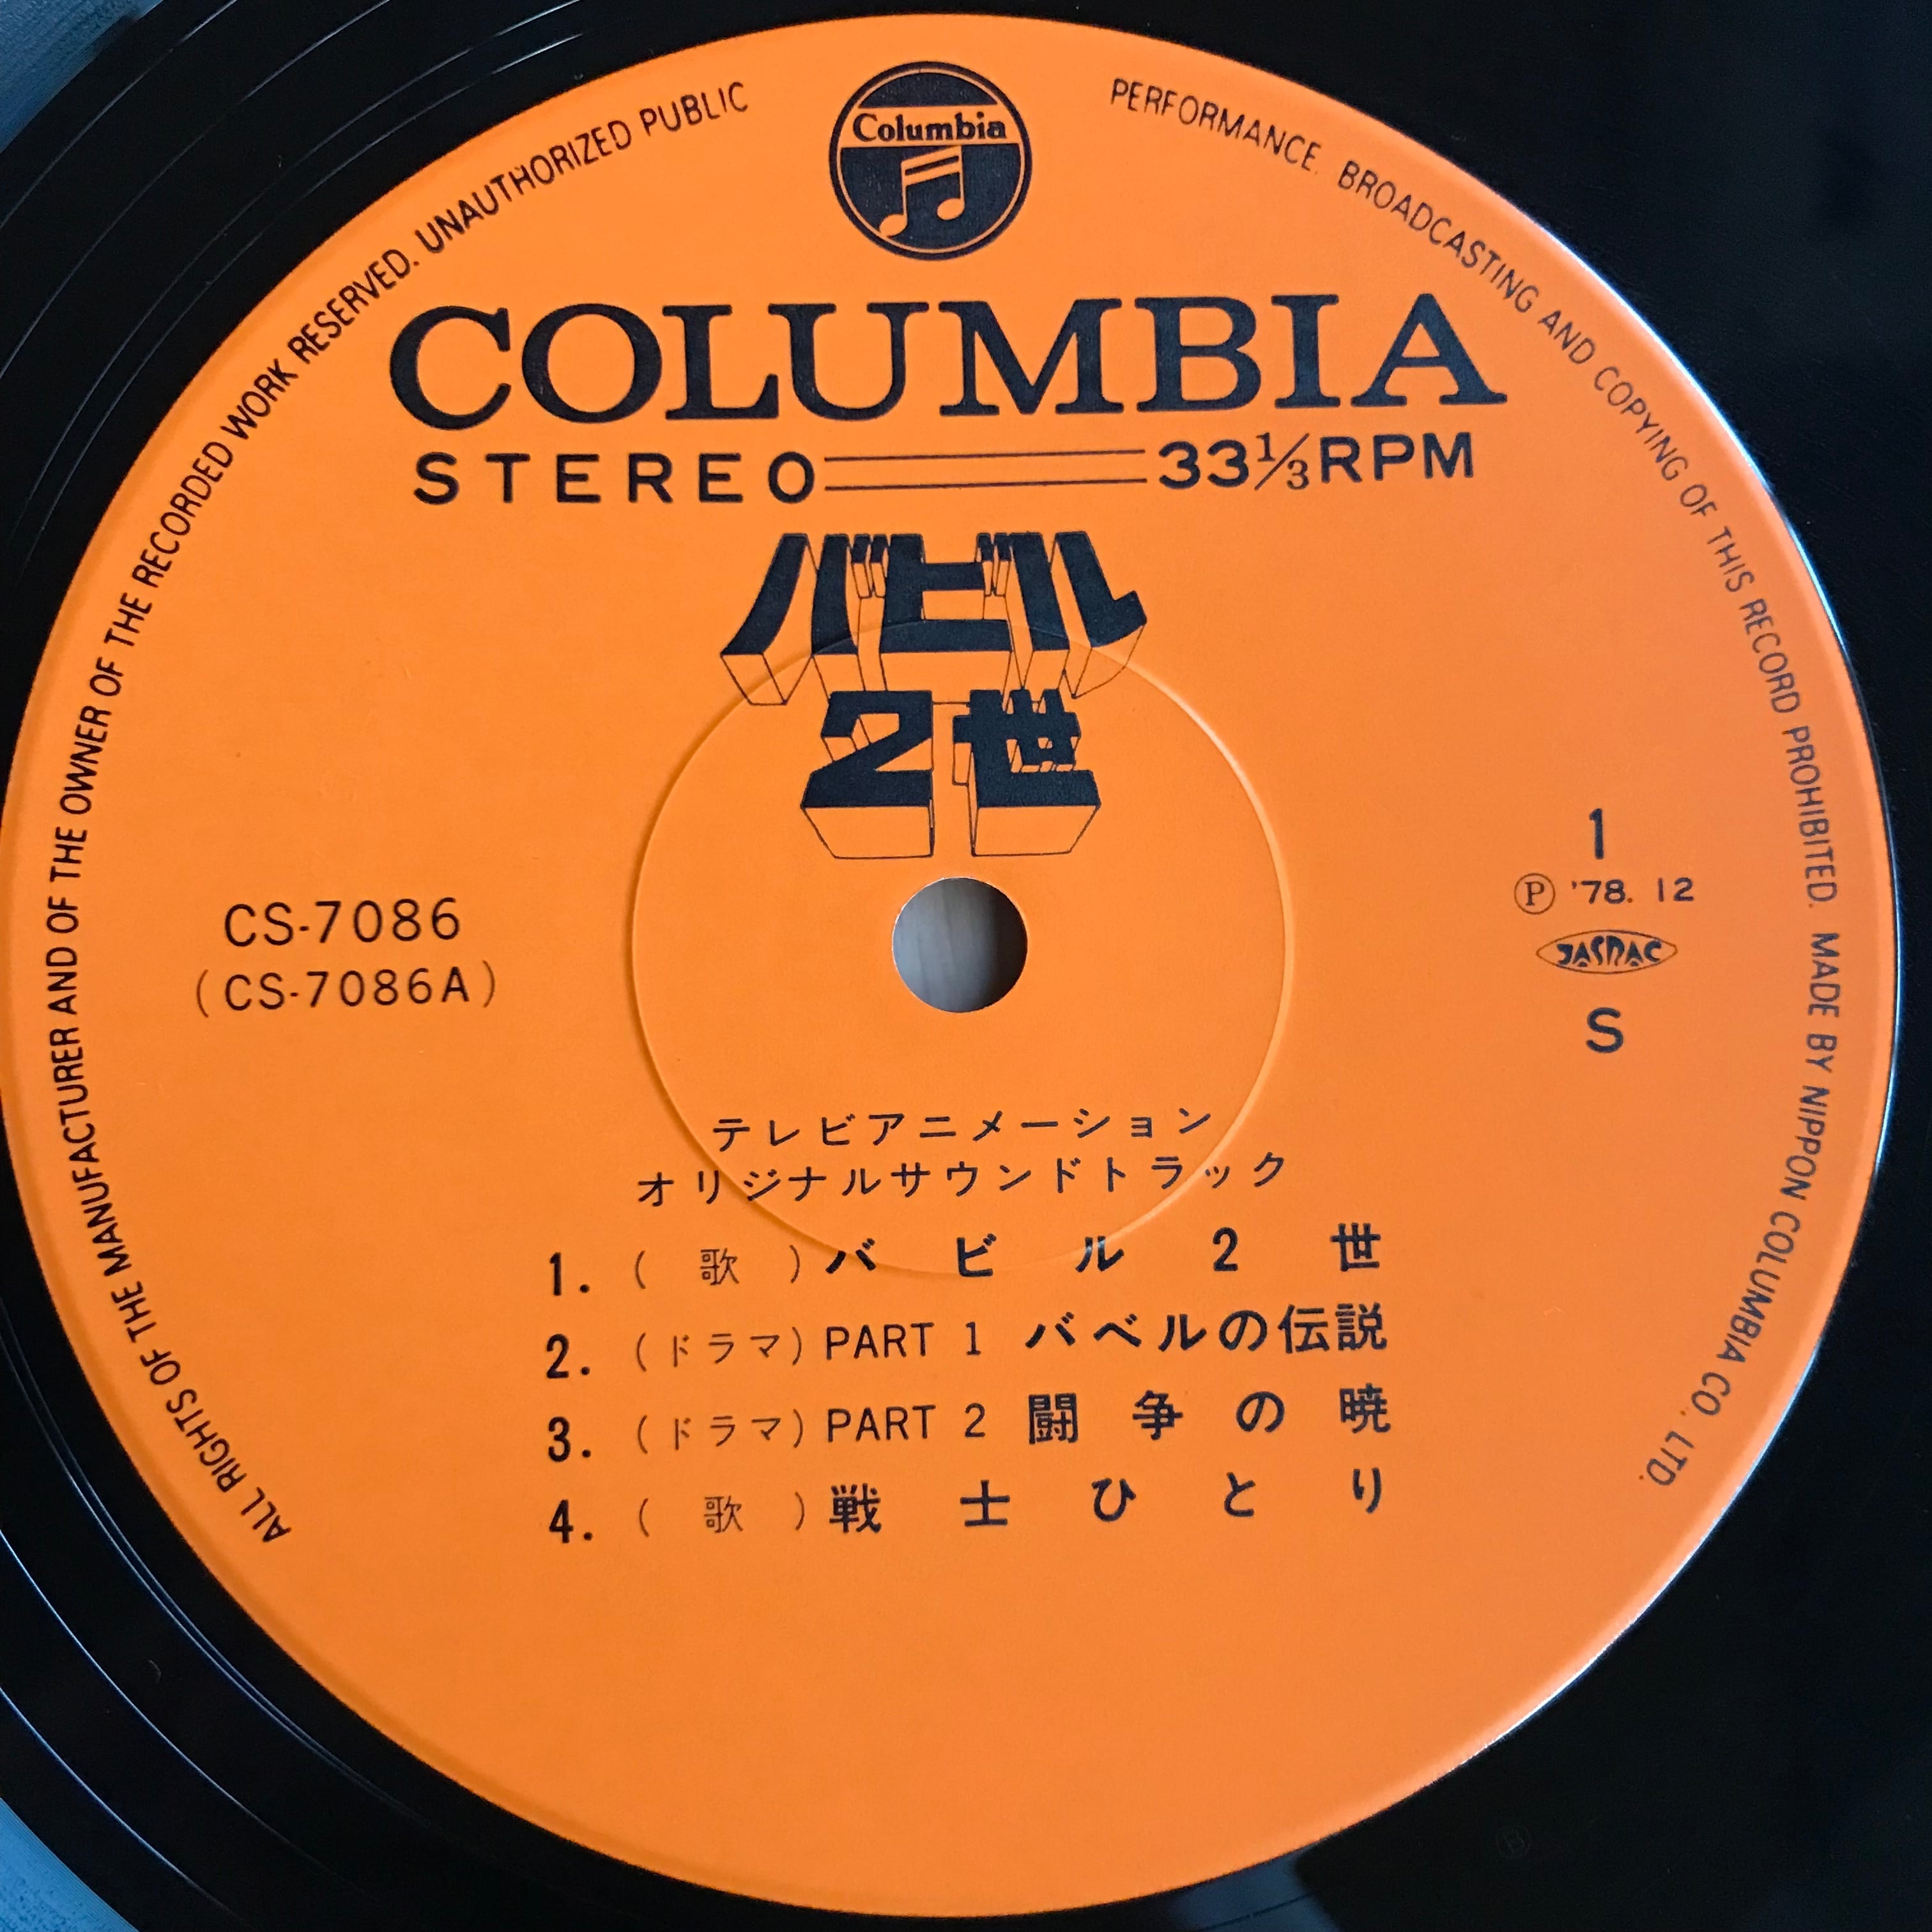 Columbia
ALL RIGHTS OF THE MANUFACTURER AND OF THE OWNER OF THE RECORDED WORK RESERVED. UNAUTHORIZED PUBLIC PERFORMANCE. BROADCASTING AND COPYING OF THIS RECORD PROHIBITED. MADE BY NIPPON COLUMBIA CO., LTD.
COLUMBIA
STEREO 33⅓RPM
バビル
2世
CS-7086
(CS-7086A)
1
Ⓟ '78. 12
JASRAC
S
テレビアニメーション
オリジナルサウンドトラック
1. (歌)バビル2世
2. (ドラマ) PART 1 バベルの伝説
3. (ドラマ) PART 2 闘争の暁
4. (歌)戦士ひとり